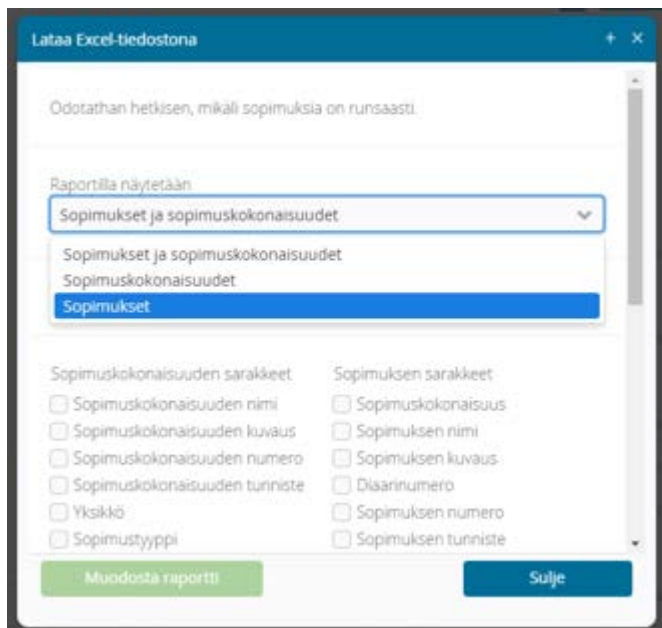 Lataa Excel-tiedostona
Odotathan hetkisen, mikäli sopimuksia on runsaasti.
Raportilla näytetään
Sopimukset ja sopimuskokonaisuudet
Sopimukset ja sopimuskokonaisuudet
Sopimuskokonaisuudet
Sopimukset
Sopimuskokonaisuuden sarakkeet
Sopimuksen sarakkeet
Sopimuskokonaisuuden nimi
Sopimuskokonaisuus
Sopimuskokonaisuuden kuvaus
Sopimuksen nimi
Sopimuskokonaisuuden numero
Sopimuksen kuvaus
Sopimuskokonaisuuden tunniste
Diaarinumero
Yksikkö
Sopimuksen numero
Sopimustyyppi
Sopimuksen tunniste
Muodosta raportti
Sulje